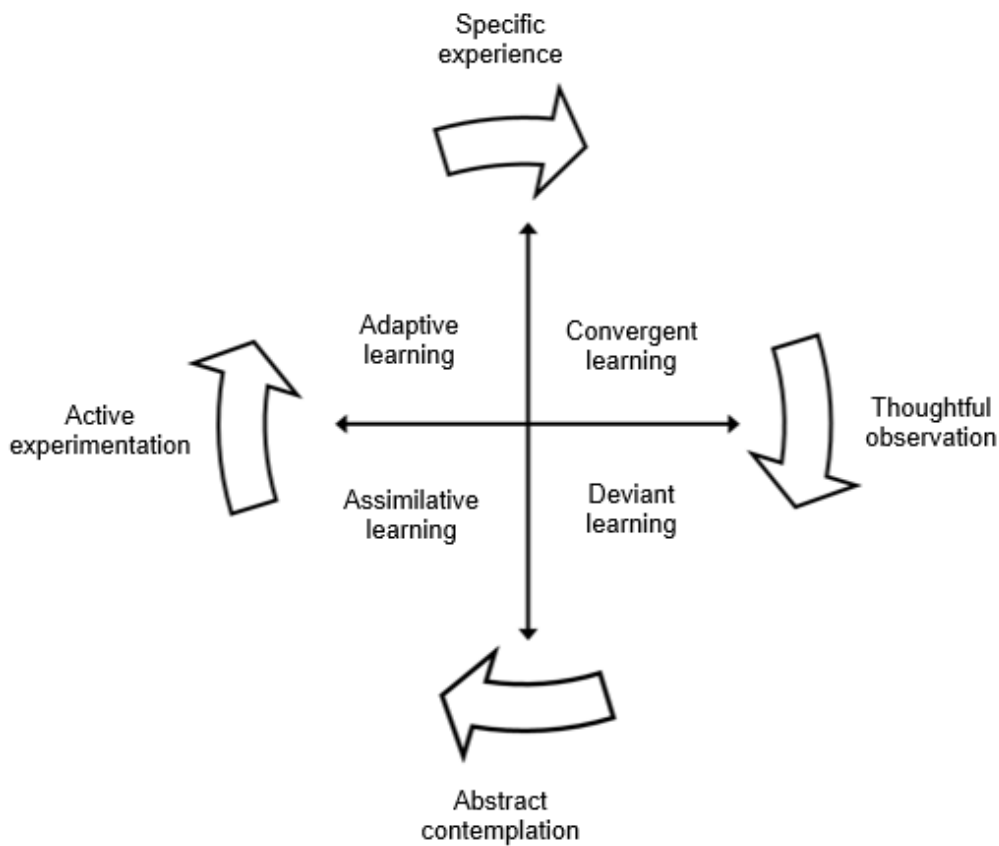 Specific
experience
Adaptive
learning
Convergent
learning
Active
experimentation
Thoughtful
observation
Assimilative
learning
Deviant
learning
Abstract
contemplation